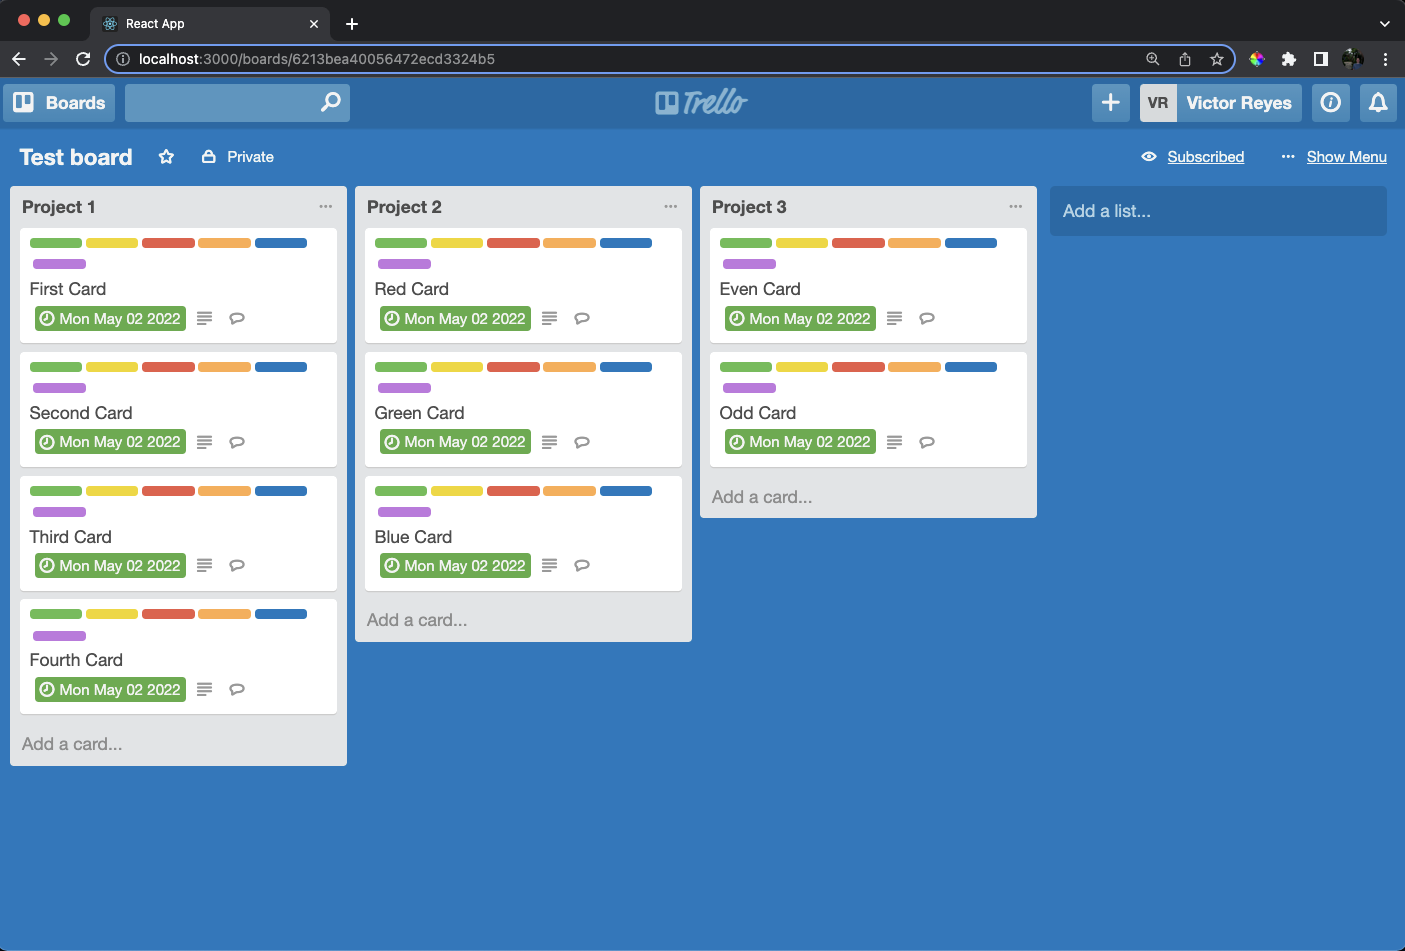 React App
localhost:3000/boards/6213bea40056472ecd3324b5
Boards
Trello
VR Victor Reyes
Test board
Private
Subscribed
... Show Menu
Project 1
First Card
Mon May 02 2022
Second Card
Mon May 02 2022
Third Card
Mon May 02 2022
Fourth Card
Mon May 02 2022
Add a card...
Project 2
Red Card
Mon May 02 2022
Green Card
Mon May 02 2022
Blue Card
Mon May 02 2022
Add a card...
Project 3
Even Card
Mon May 02 2022
Odd Card
Mon May 02 2022
Add a card...
Add a list...